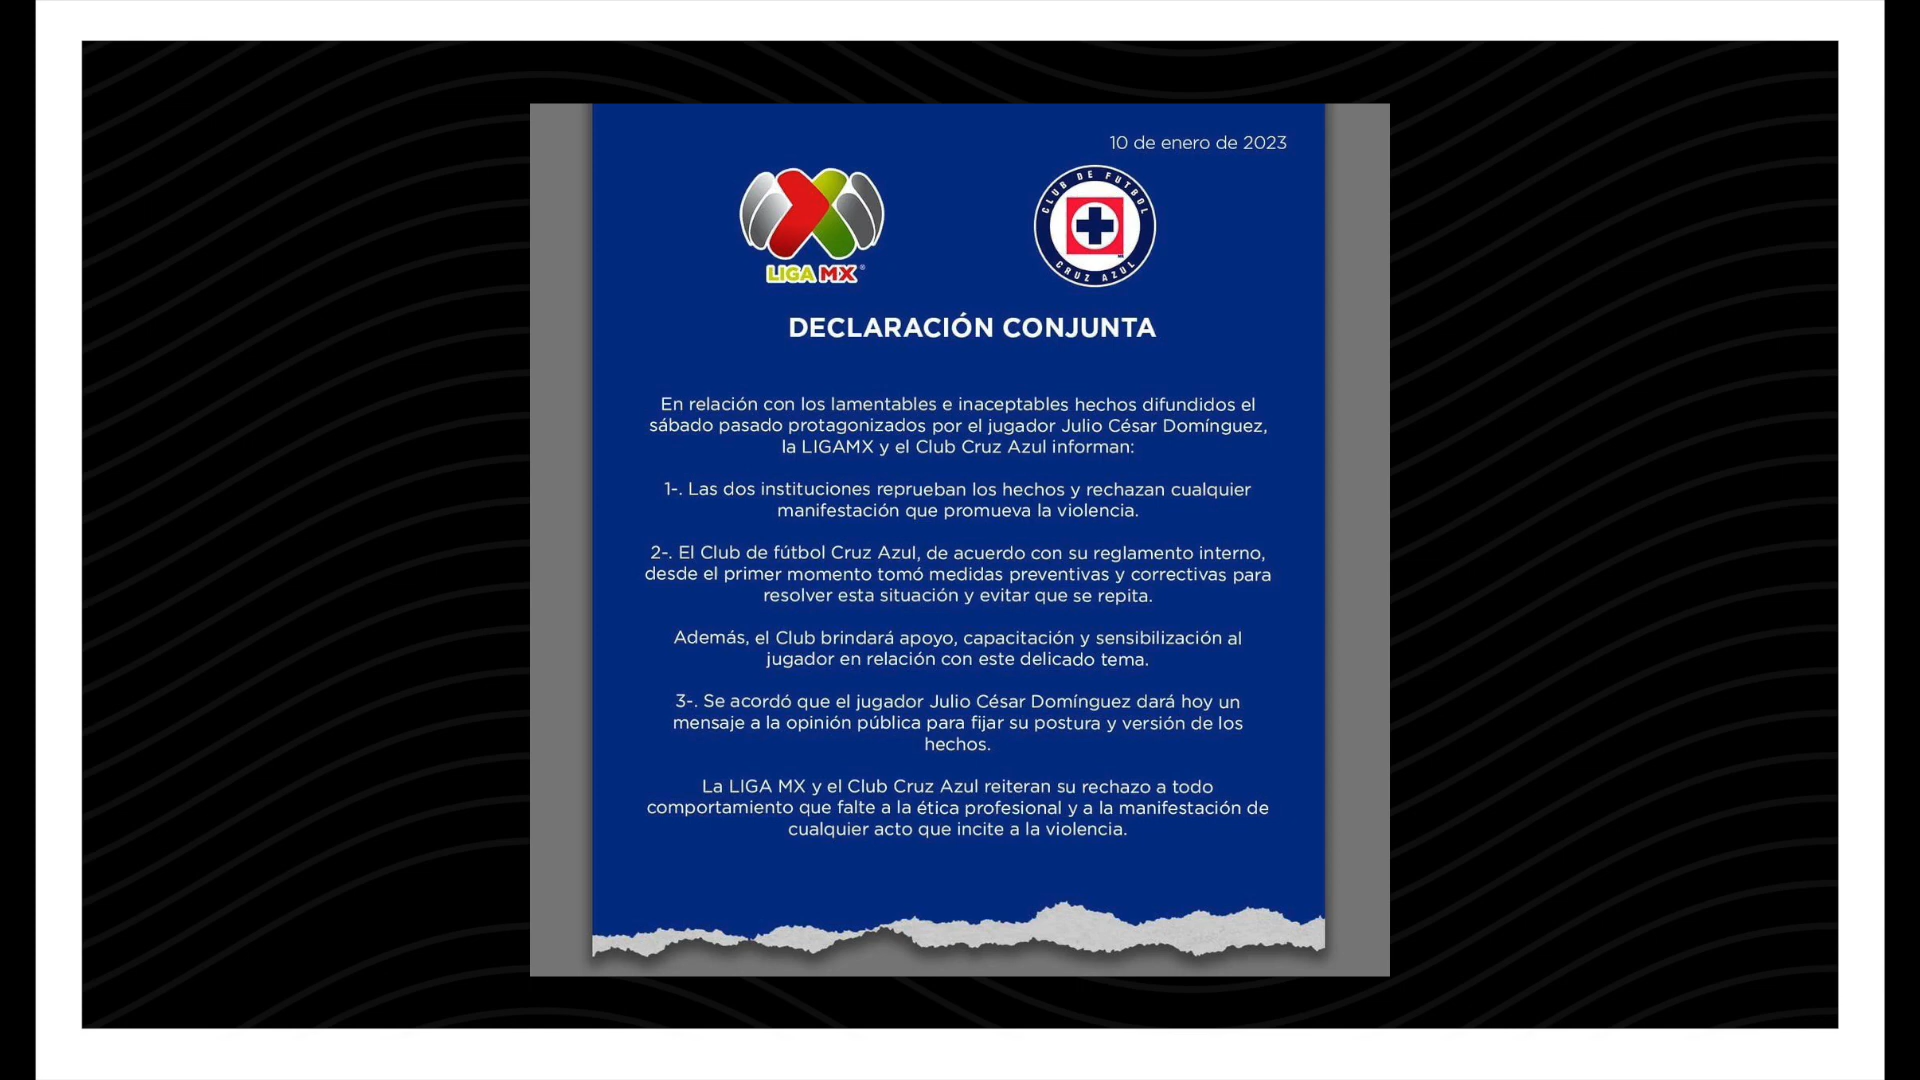 10 de enero de 2023
LIGA MX®
CLUB DE FUTBOL
CRUZ AZUL
DECLARACIÓN CONJUNTA
En relación con los lamentables e inaceptables hechos difundidos el
sábado pasado protagonizados por el jugador Julio César Domínguez,
la LIGAMX y el Club Cruz Azul informan:
1-. Las dos instituciones reprueban los hechos y rechazan cualquier
manifestación que promueva la violencia.
2-. El Club de fútbol Cruz Azul, de acuerdo con su reglamento interno,
desde el primer momento tomó medidas preventivas y correctivas para
resolver esta situación y evitar que se repita.
Además, el Club brindará apoyo, capacitación y sensibilización al
jugador en relación con este delicado tema.
3-. Se acordó que el jugador Julio César Domínguez dará hoy un
mensaje a la opinión pública para fijar su postura y versión de los
hechos.
La LIGA MX y el Club Cruz Azul reiteran su rechazo a todo
comportamiento que falte a la ética profesional y a la manifestación de
cualquier acto que incite a la violencia.